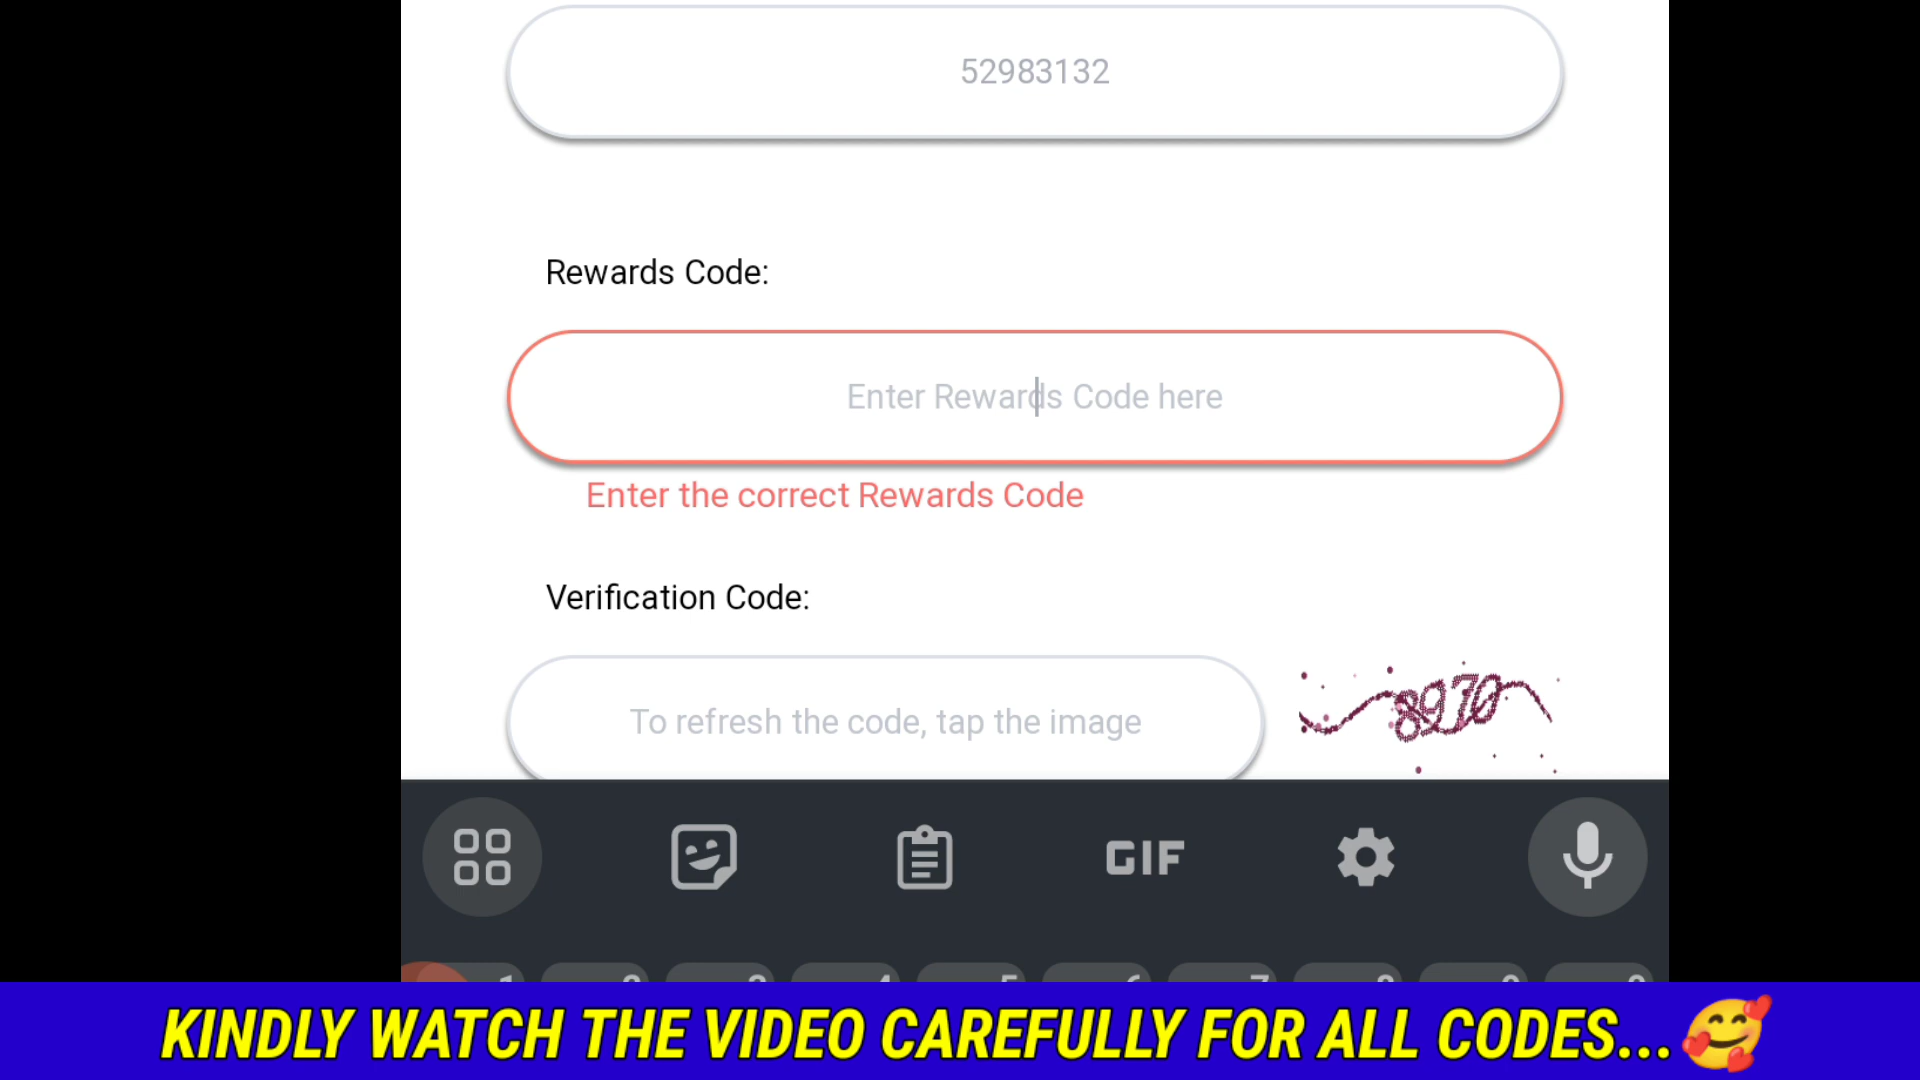 52983132
Rewards Code:
Enter Rewards Code here
Enter the correct Rewards Code
Verification Code:
To refresh the code, tap the image
8970
GIF
KINDLY WATCH THE VIDEO CAREFULLY FOR ALL CODES...🥰